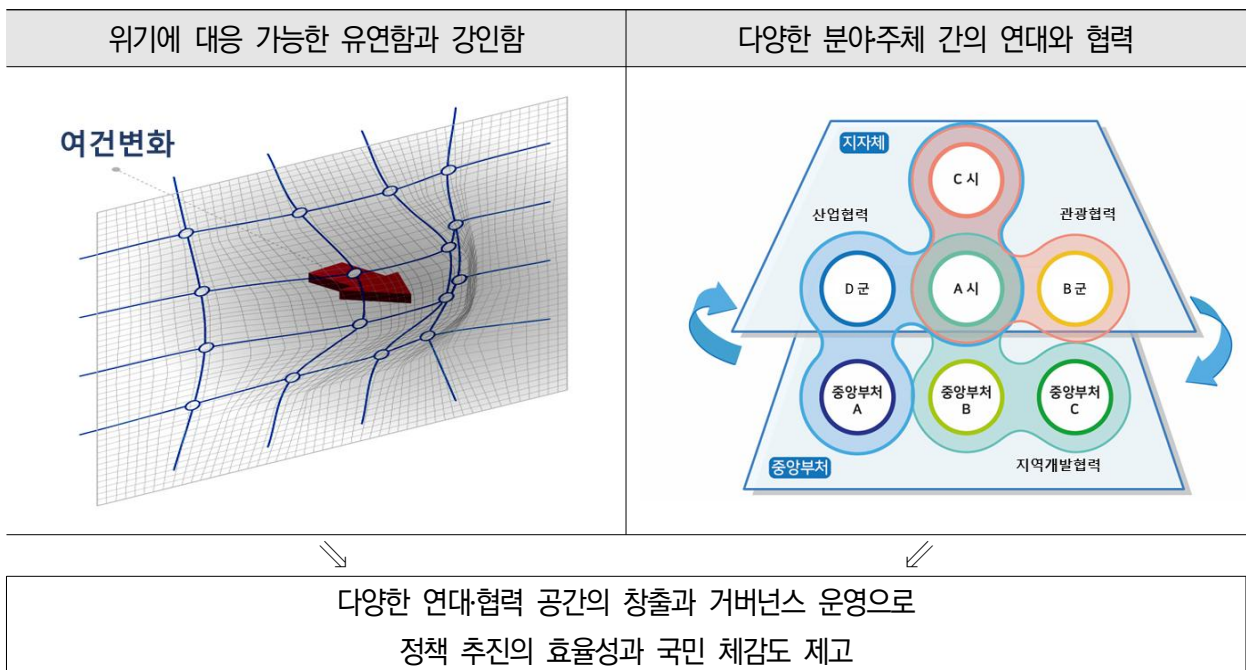 위기에 대응 가능한 유연함과 강인함
다양한 분야·주체 간의 연대와 협력
여건변화
지자체
C 시
산업협력
관광협력
D 군
A 시
B 군
중앙부처
A
중앙부처
B
중앙부처
C
중앙부처
지역개발협력
다양한 연대·협력 공간의 창출과 거버넌스 운영으로
정책 추진의 효율성과 국민 체감도 제고